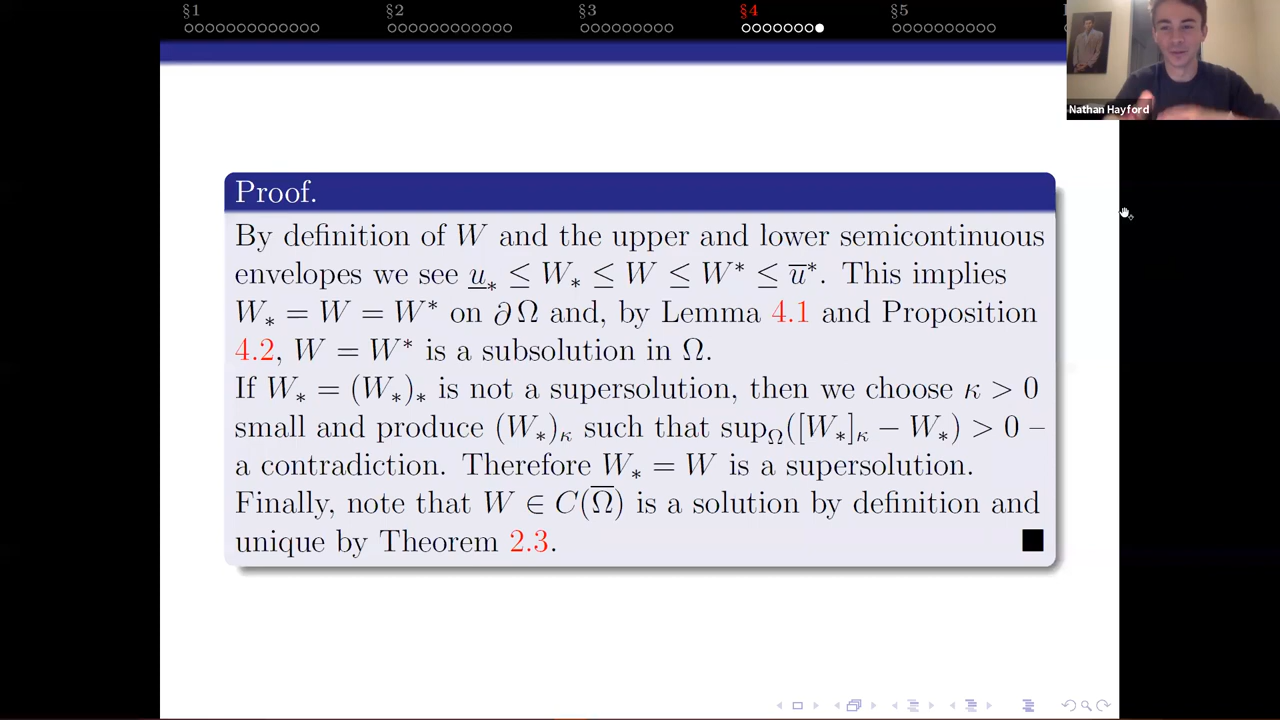 §1 §2 §3 §4 §5
Nathan Hayford
Proof.
By definition of W and the upper and lower semicontinuous
envelopes we see u̲_* ≤ W_* ≤ W ≤ W^* ≤ u̅^*. This implies
W_* = W = W^* on ∂Ω and, by Lemma 4.1 and Proposition
4.2, W = W^* is a subsolution in Ω.
If W_* = (W_*)_* is not a supersolution, then we choose κ > 0
small and produce (W_*)_κ such that sup_Ω([W_*]_κ − W_*) > 0 –
a contradiction. Therefore W_* = W is a supersolution.
Finally, note that W ∈ C(Ω̅) is a solution by definition and
unique by Theorem 2.3.